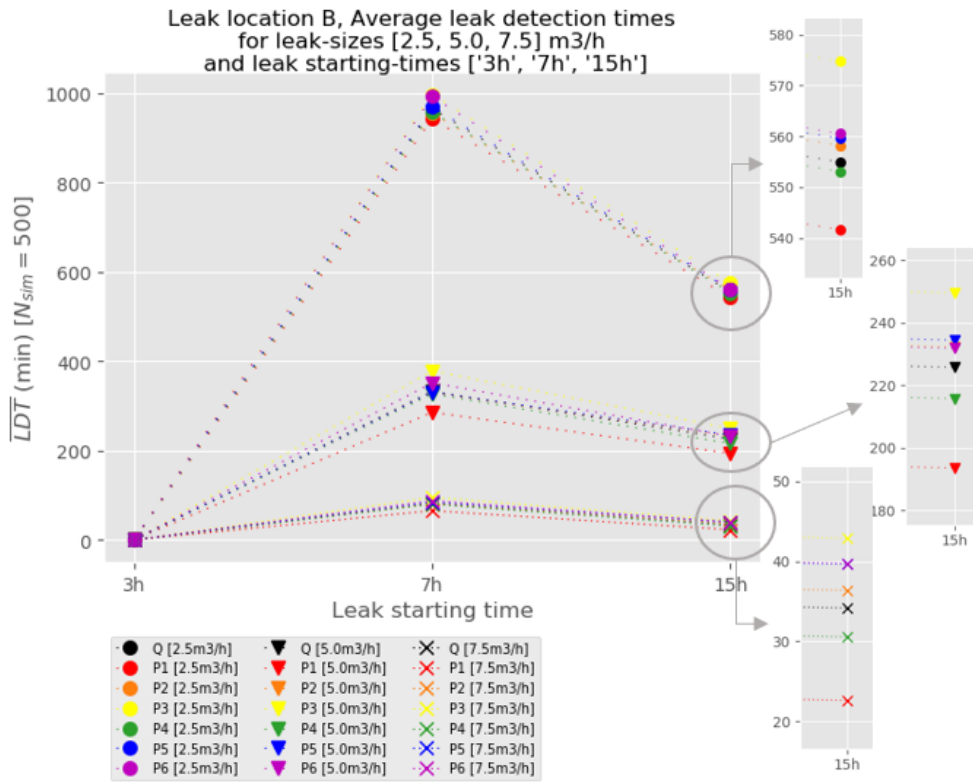 Leak location B, Average leak detection times
for leak-sizes [2.5, 5.0, 7.5] m3/h
and leak starting-times ['3h', '7h', '15h']
LDT (min) [N_sim = 500]
1000
800
600
400
200
0
3h
7h
15h
Leak starting time
580
570
560
550
540
15h
260
240
220
200
180
15h
50
40
30
20
15h
Q [2.5m3/h] Q [5.0m3/h] Q [7.5m3/h]
P1 [2.5m3/h] P1 [5.0m3/h] P1 [7.5m3/h]
P2 [2.5m3/h] P2 [5.0m3/h] P2 [7.5m3/h]
P3 [2.5m3/h] P3 [5.0m3/h] P3 [7.5m3/h]
P4 [2.5m3/h] P4 [5.0m3/h] P4 [7.5m3/h]
P5 [2.5m3/h] P5 [5.0m3/h] P5 [7.5m3/h]
P6 [2.5m3/h] P6 [5.0m3/h] P6 [7.5m3/h]